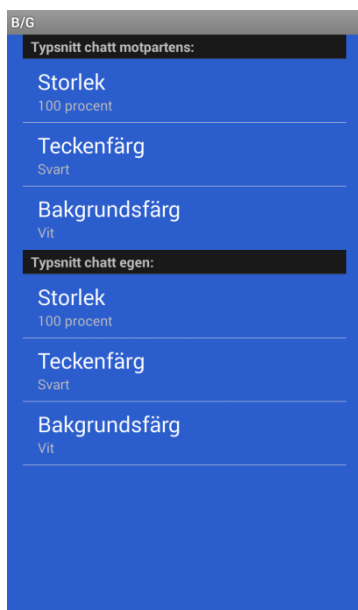 B/G
Typsnitt chatt motpartens:
Storlek
100 procent
Teckenfärg
Svart
Bakgrundsfärg
Vit
Typsnitt chatt egen:
Storlek
100 procent
Teckenfärg
Svart
Bakgrundsfärg
Vit